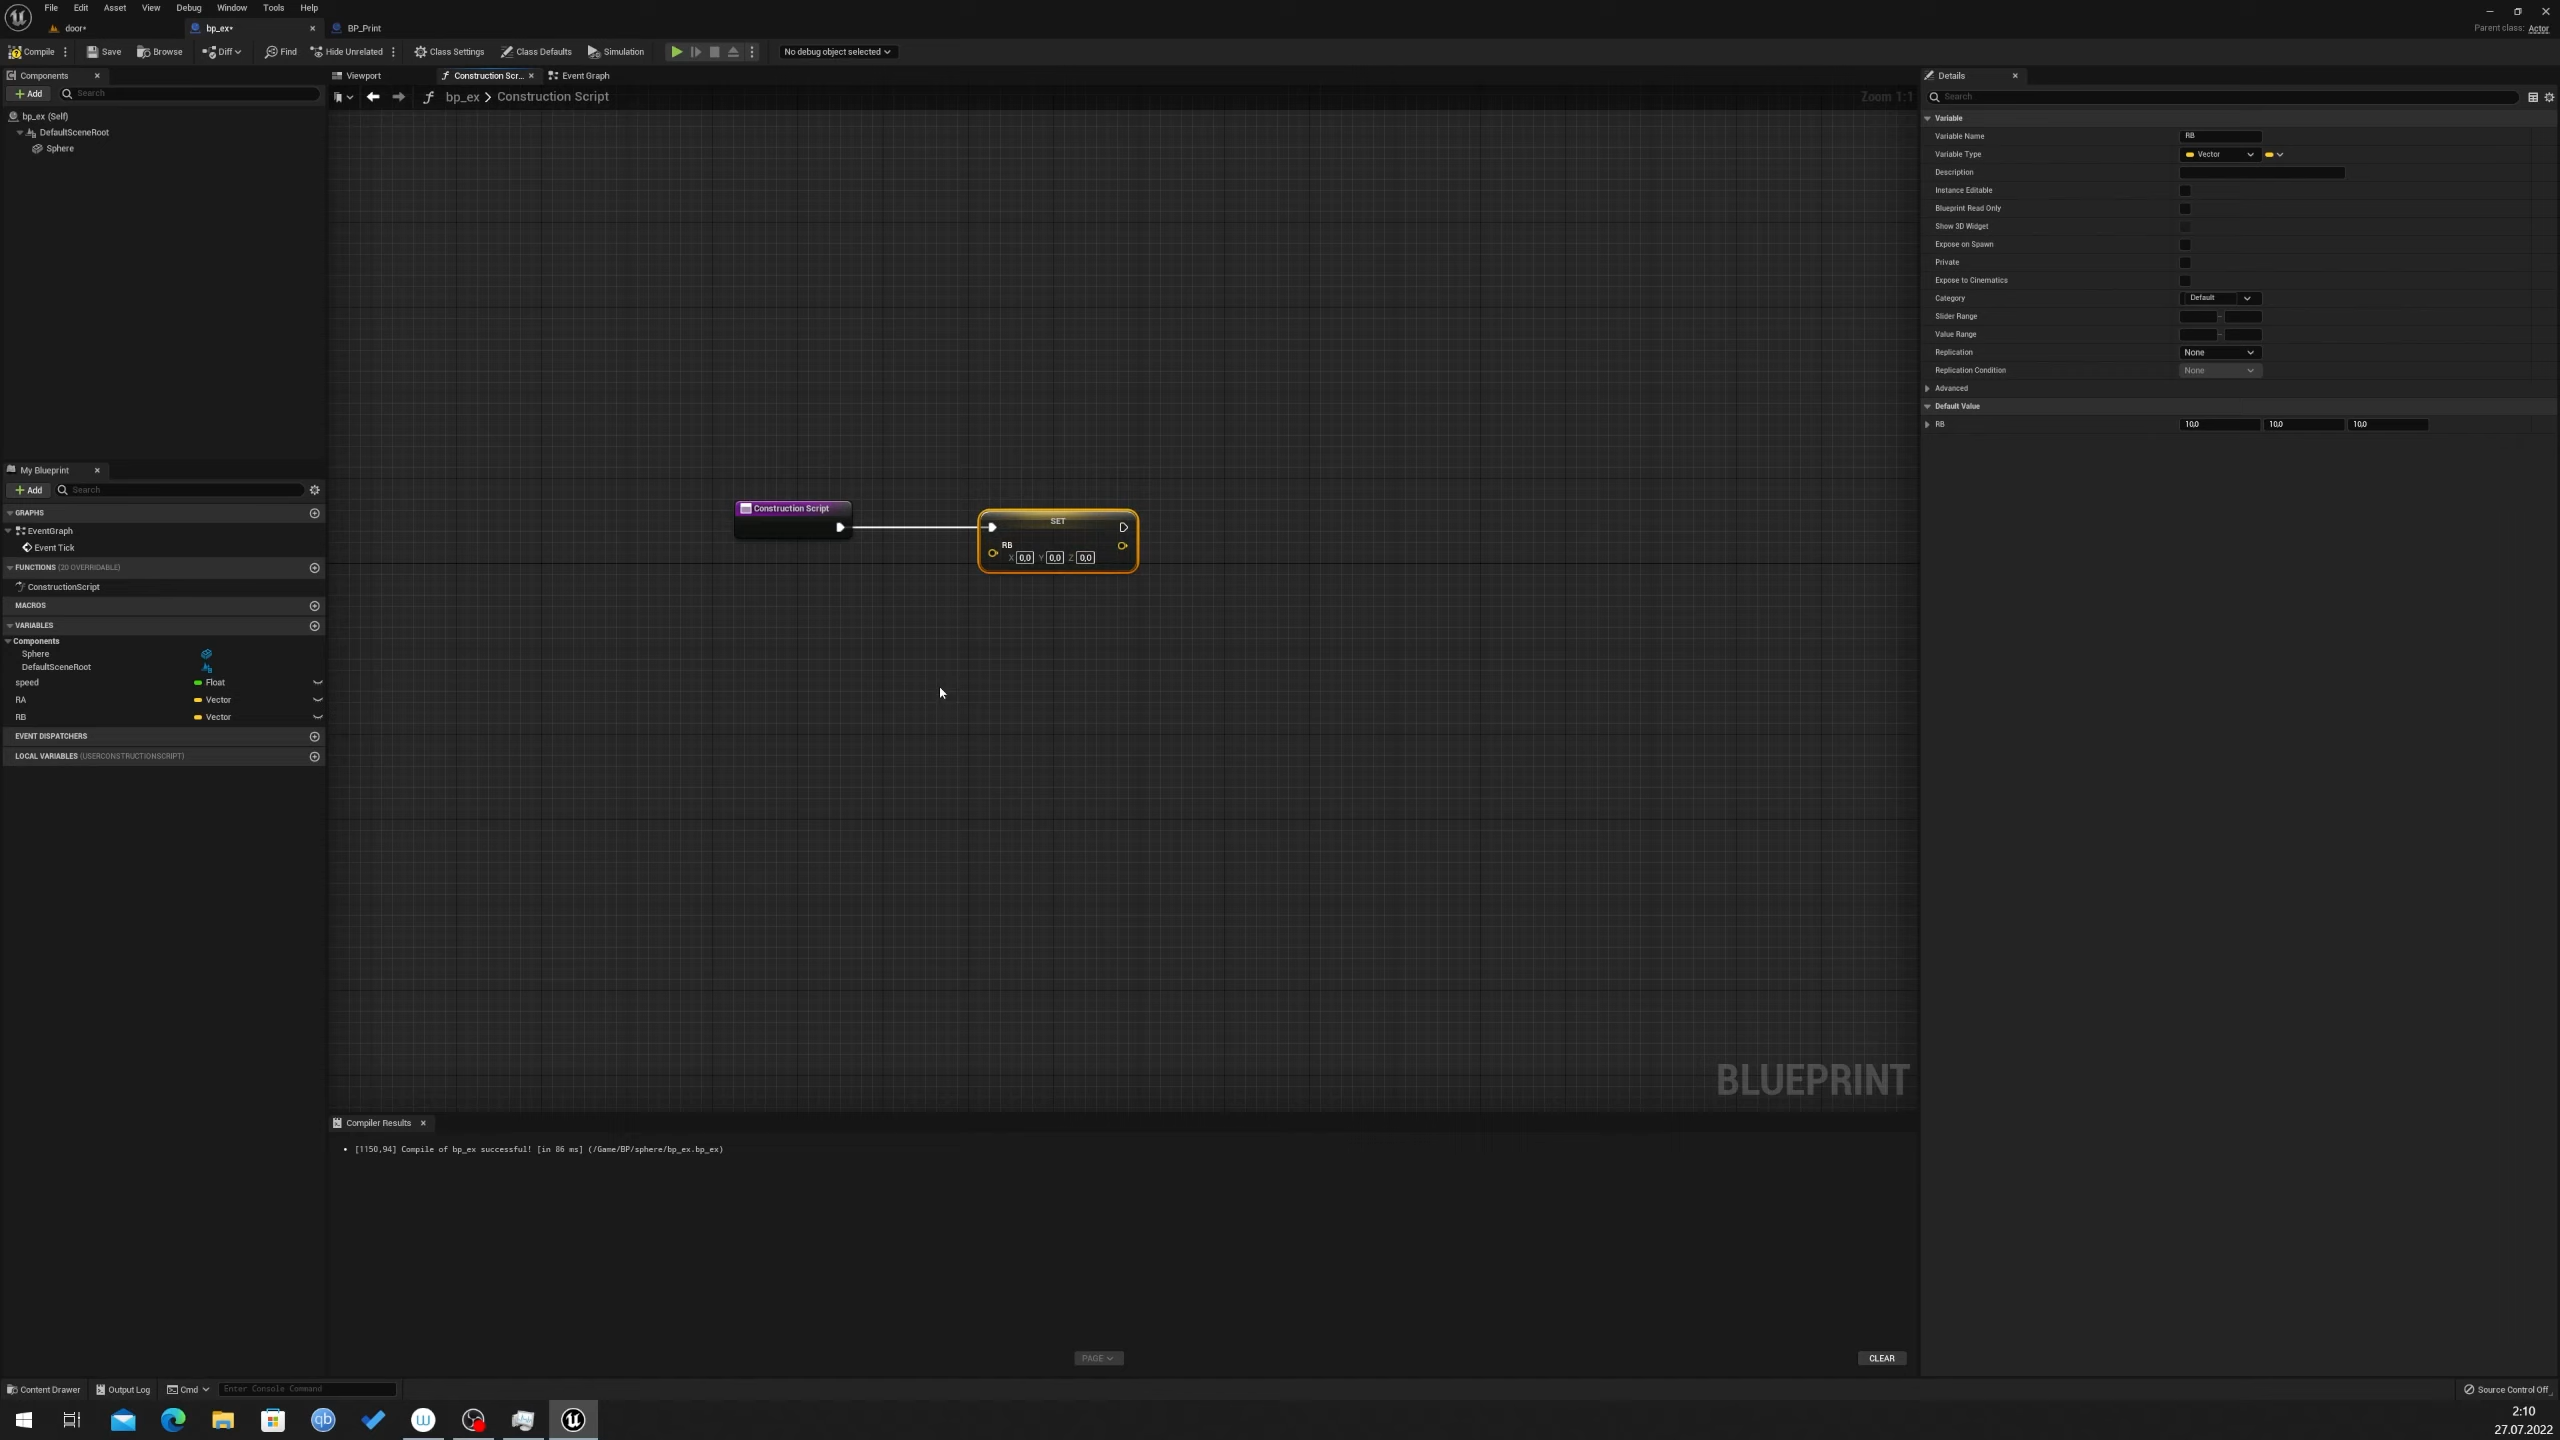 File Edit Asset View Debug Window Tools Help
door*
bp_ex*
BP_Print
Parent class: Actor
Compile
Save
Browse
Diff
Find
Hide Unrelated
Class Settings
Class Defaults
Simulation
No debug object selected
Components
Viewport
Construction Scr...
Event Graph
Details
+ Add
Search
bp_ex > Construction Script
Zoom 1:1
Search
bp_ex (Self)
DefaultSceneRoot
Sphere
Variable
Variable Name
RB
Variable Type
Vector
Description
Instance Editable
Blueprint Read Only
Show 3D Widget
Expose on Spawn
Private
Expose to Cinematics
Category
Default
Slider Range
Value Range
Replication
None
Replication Condition
None
Advanced
Default Value
RB
10,0
10,0
10,0
My Blueprint
+ Add
Search
GRAPHS
EventGraph
Event Tick
FUNCTIONS (20 OVERRIDABLE)
ConstructionScript
MACROS
VARIABLES
Components
Sphere
DefaultSceneRoot
speed
Float
RA
Vector
RB
Vector
EVENT DISPATCHERS
LOCAL VARIABLES (USERCONSTRUCTIONSCRIPT)
Construction Script
SET
RB
X 0,0 Y 0,0 Z 0,0
BLUEPRINT
Compiler Results
• [1150,94] Compile of bp_ex successful! [in 86 ms] (/Game/BP/sphere/bp_ex.bp_ex)
PAGE
CLEAR
Content Drawer
Output Log
Cmd
Enter Console Command
Source Control Off
qb
2:10
27.07.2022